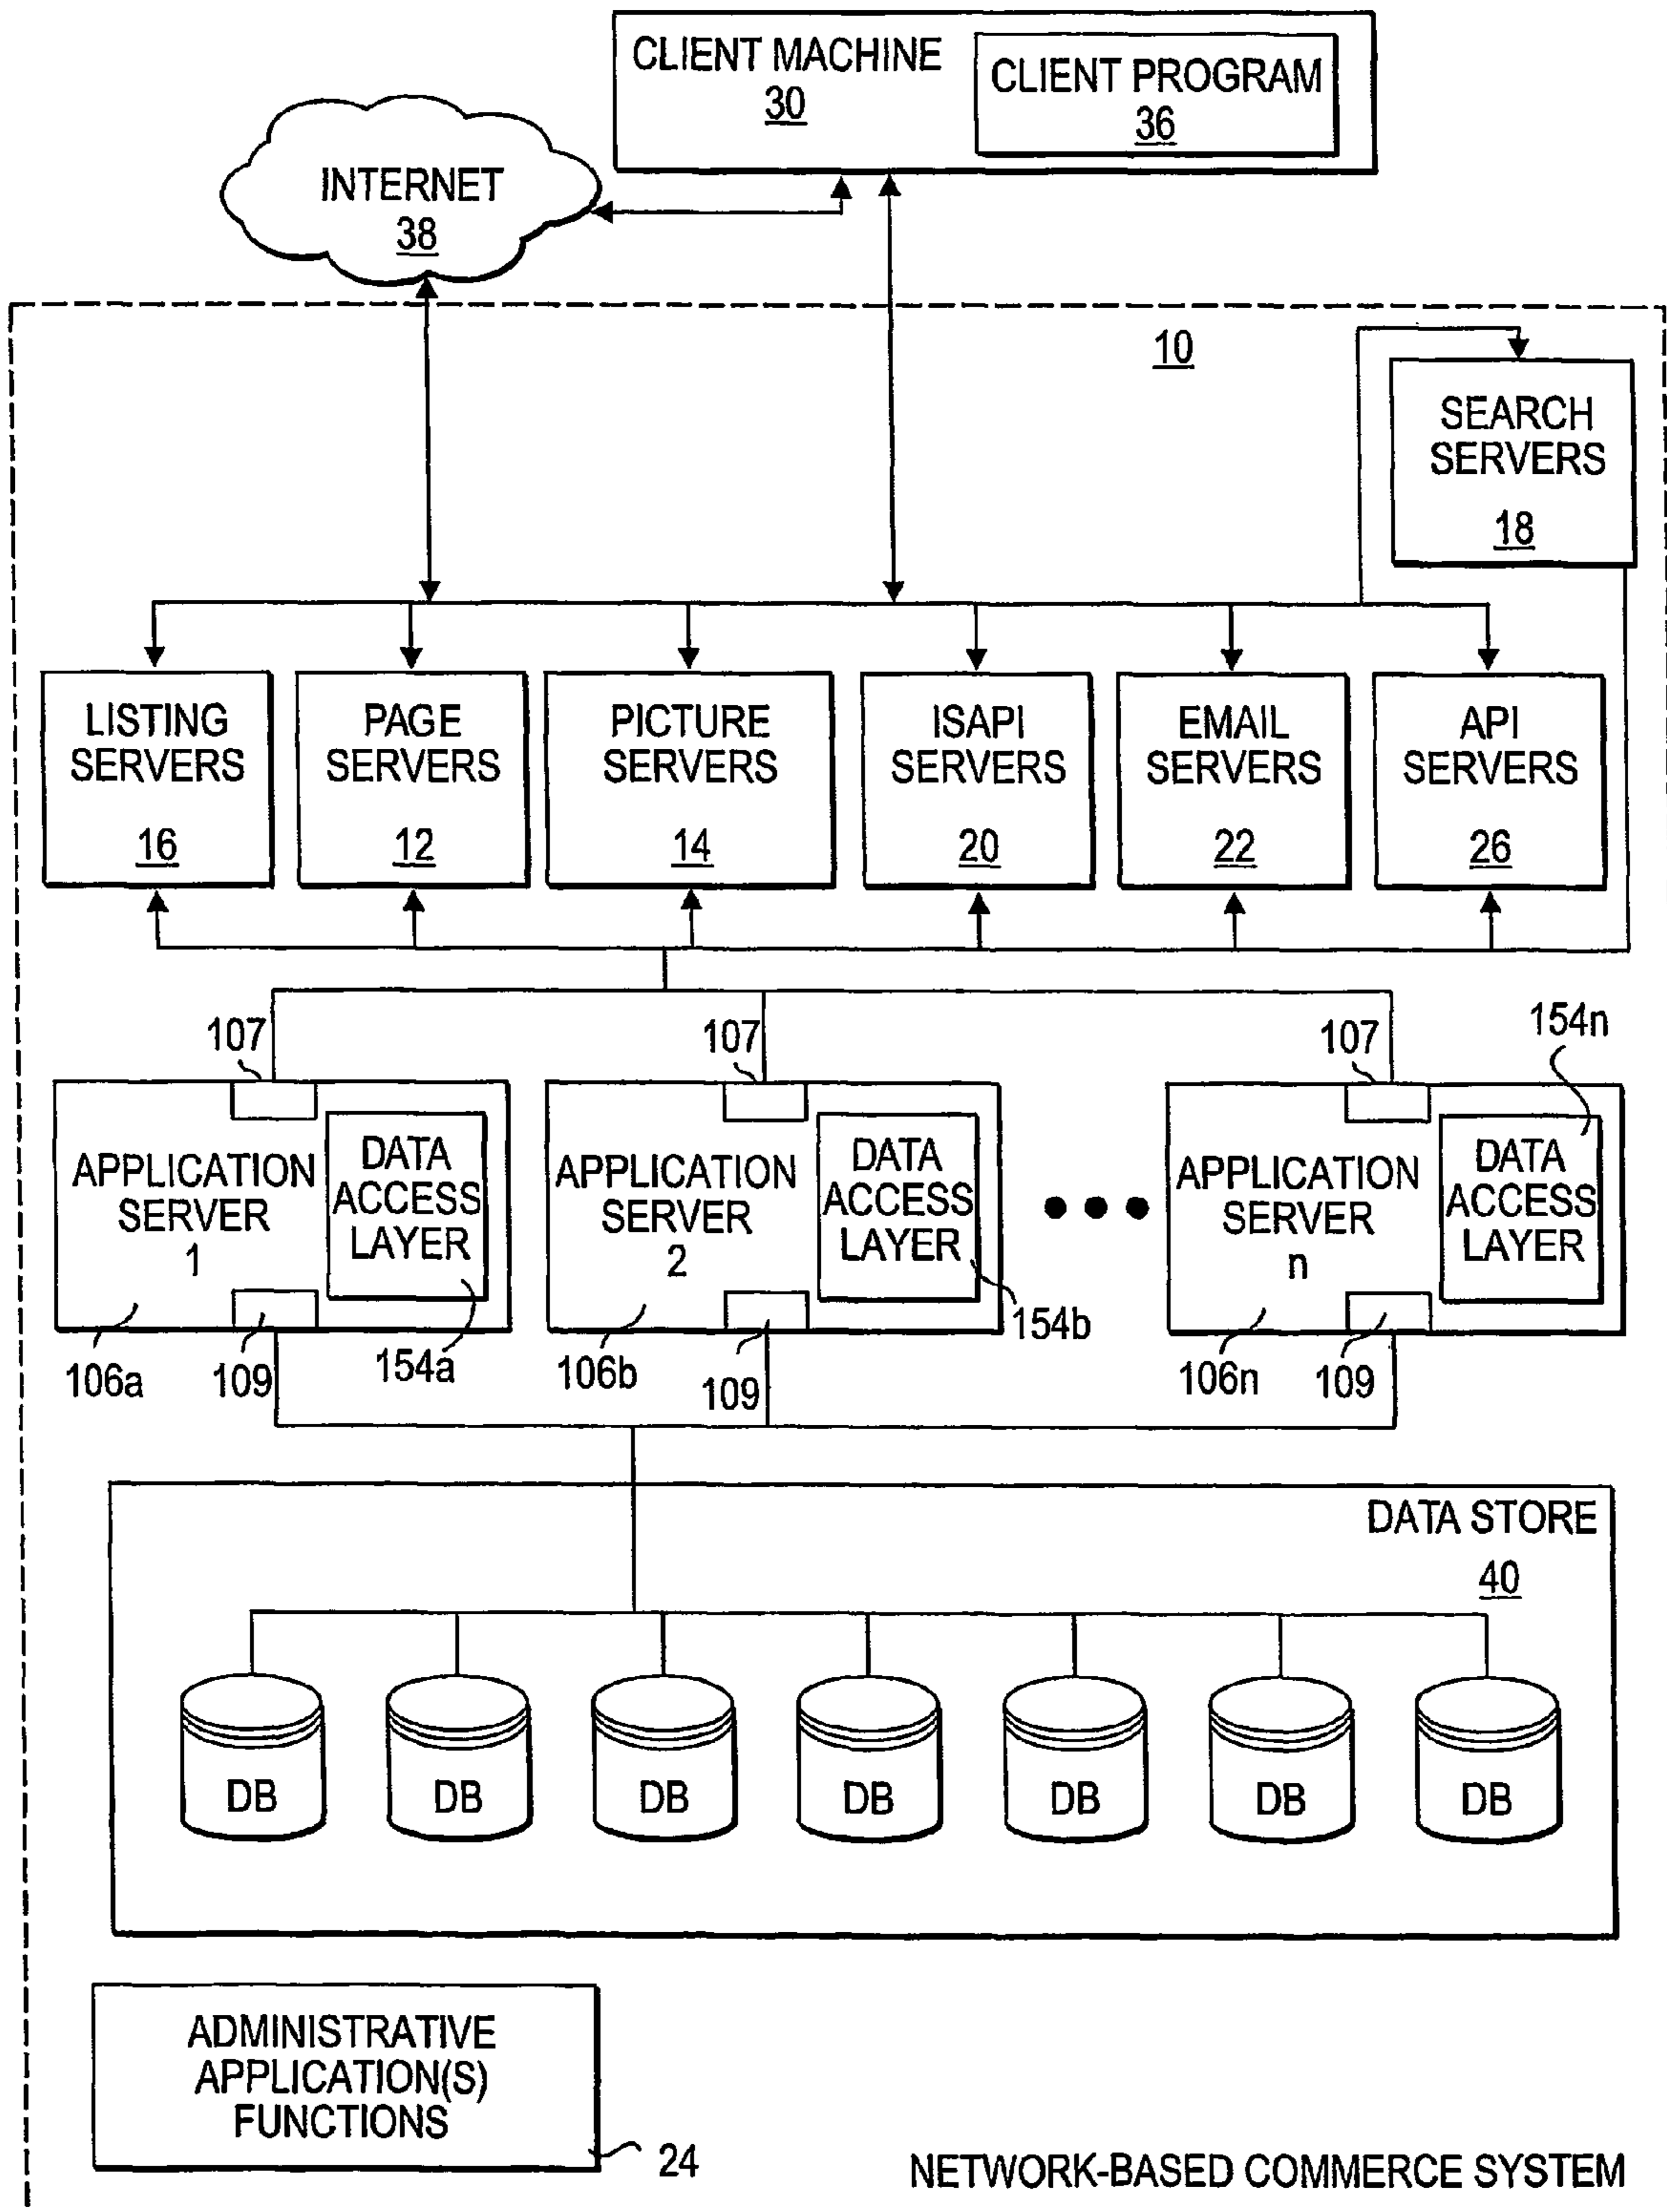 CLIENT MACHINE
30
CLIENT PROGRAM
36
INTERNET
38
10
SEARCH
SERVERS
18
LISTING
SERVERS
16
PAGE
SERVERS
12
PICTURE
SERVERS
14
ISAPI
SERVERS
20
EMAIL
SERVERS
22
API
SERVERS
26
107
107
107
154n
APPLICATION
SERVER
1
DATA
ACCESS
LAYER
APPLICATION
SERVER
2
DATA
ACCESS
LAYER
APPLICATION
SERVER
n
DATA
ACCESS
LAYER
106a
109
154a
106b
109
154b
106n
109
DATA STORE
40
DB
DB
DB
DB
DB
DB
DB
ADMINISTRATIVE
APPLICATION(S)
FUNCTIONS
24
NETWORK-BASED COMMERCE SYSTEM